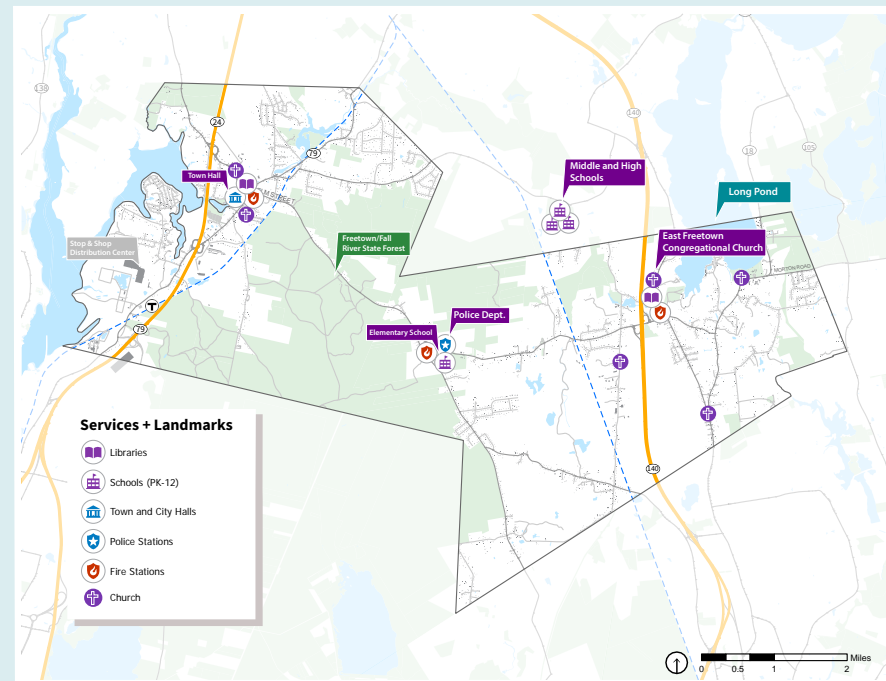 138
24
79
140
18
105
Town Hall
M STREET
Middle and High
Schools
Long Pond
Stop & Shop
Distribution Center
Freetown/Fall
River State Forest
East Freetown
Congregational Church
MORTON ROAD
T
79
Elementary School
Police Dept.
140
Services + Landmarks
Libraries
Schools (PK-12)
Town and City Halls
Police Stations
Fire Stations
Church
Miles
0 0.5 1 2